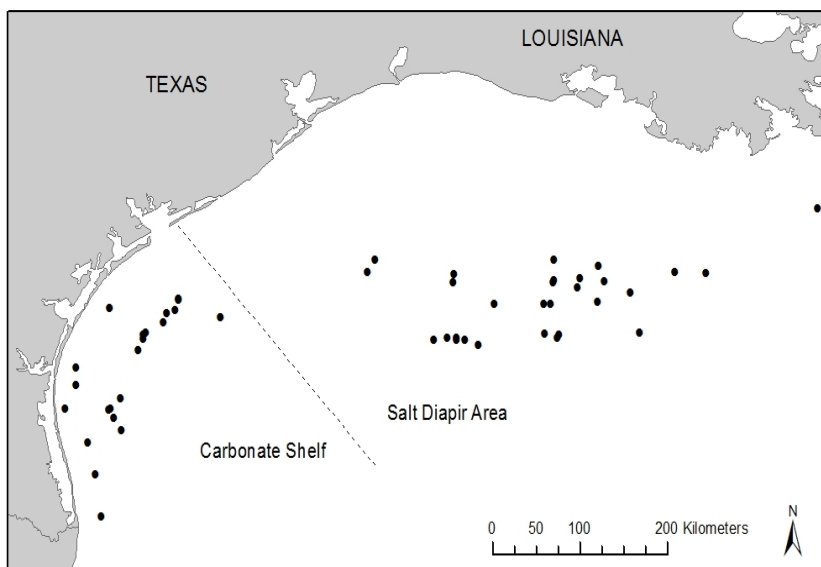 LOUISIANA
TEXAS
Salt Diapir Area
Carbonate Shelf
N
0 50 100 200 Kilometers